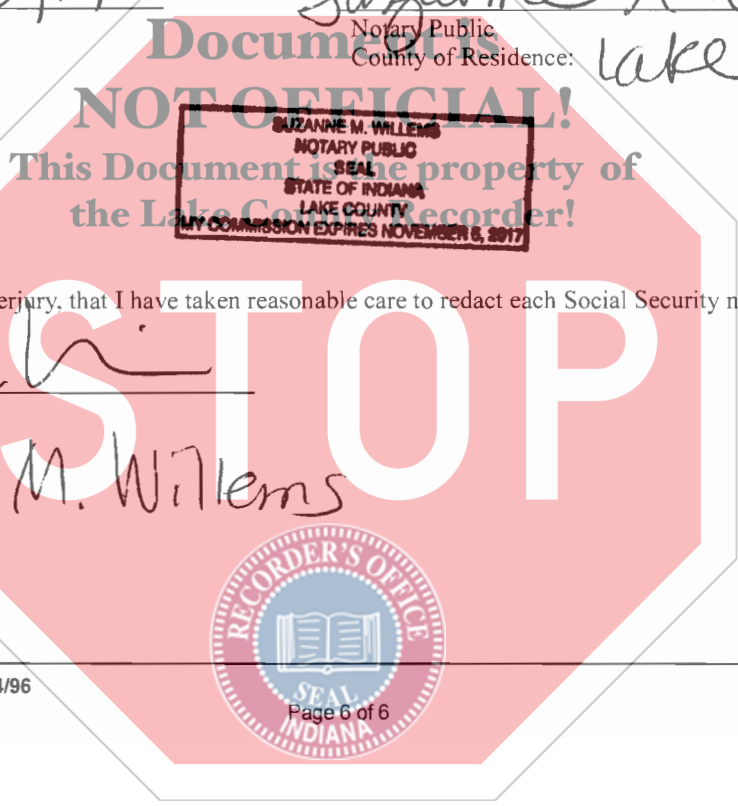 Notary Public
County of Residence: Lake
Document is
NOT OFFICIAL!
This Document is the property of
the Lake County Recorder!
SUZANNE M. WILLEMS
NOTARY PUBLIC
SEAL
STATE OF INDIANA
LAKE COUNTY
MY COMMISSION EXPIRES NOVEMBER 6, 2017
erjury, that I have taken reasonable care to redact each Social Security n
STOP
M. Willems
RECORDER'S OFFICE
SEAL
INDIANA
/96
Page 6 of 6